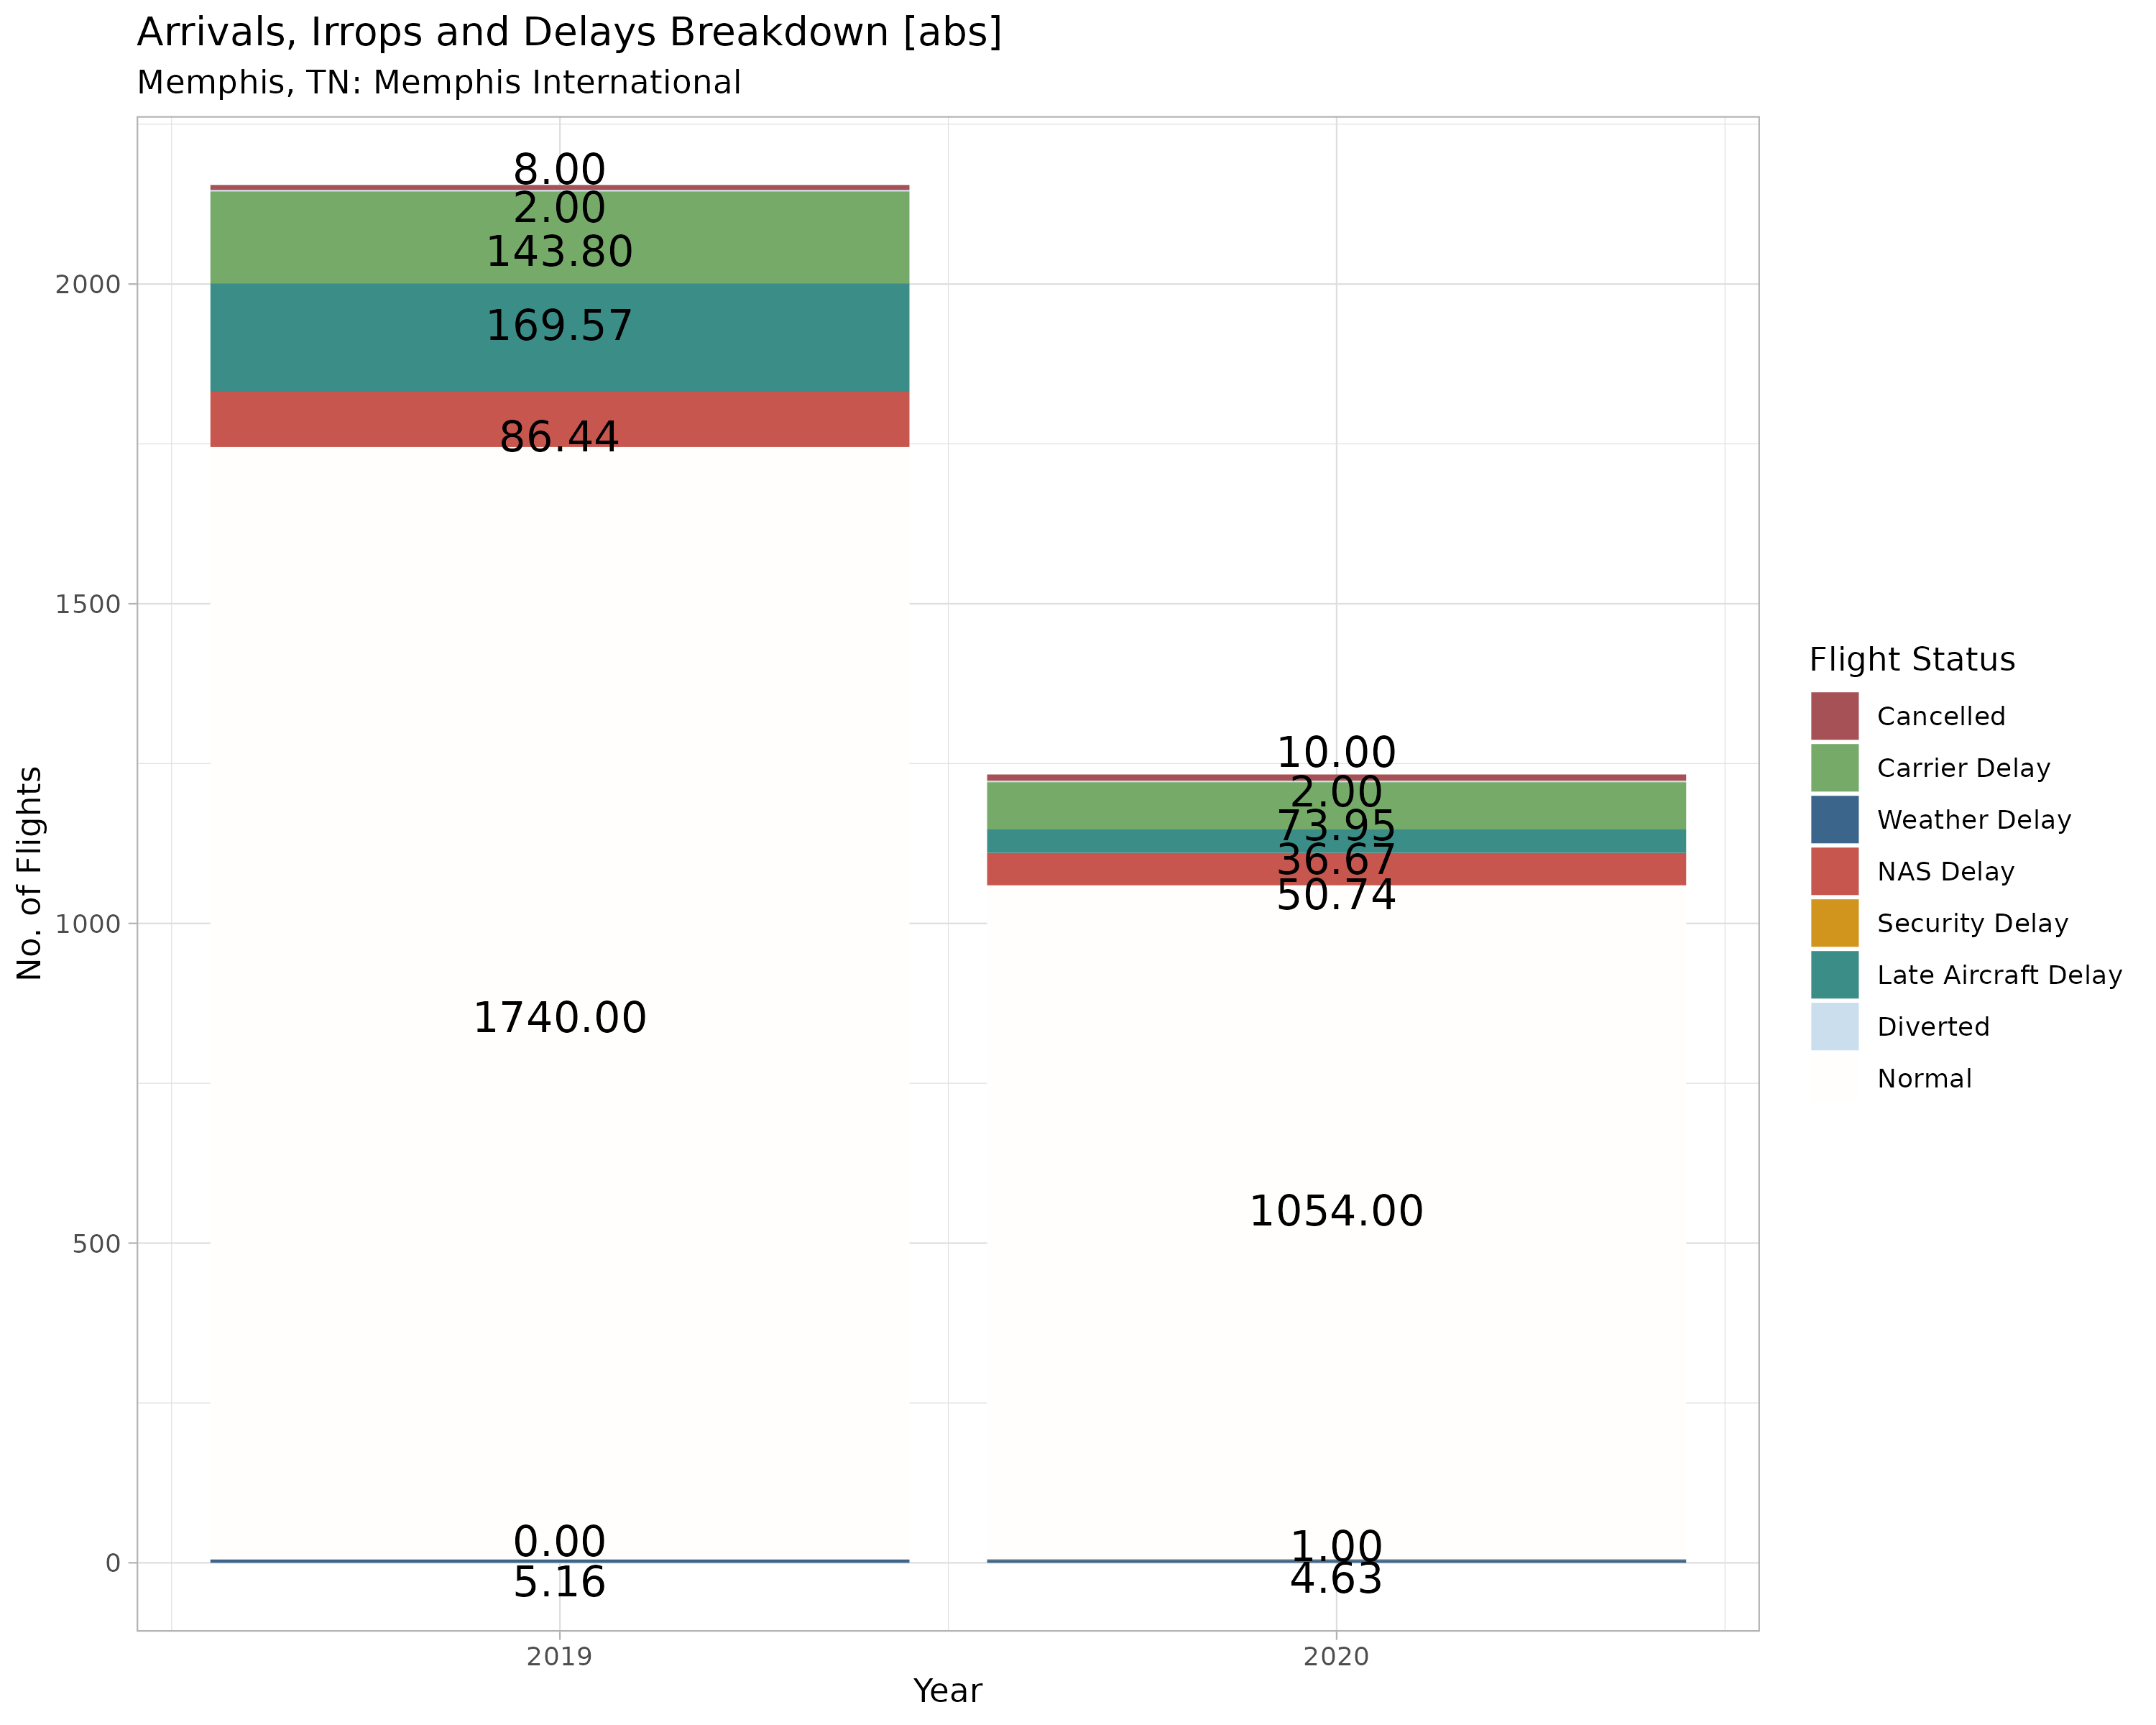 Arrivals, Irrops and Delays Breakdown [abs]
Memphis, TN: Memphis International
No. of Flights
2000
1500
1000
500
0
8.00
2.00
143.80
169.57
86.44
1740.00
0.00
5.16
10.00
2.00
73.95
36.67
50.74
1054.00
1.00
4.63
2019
2020
Year
Flight Status
Cancelled
Carrier Delay
Weather Delay
NAS Delay
Security Delay
Late Aircraft Delay
Diverted
Normal